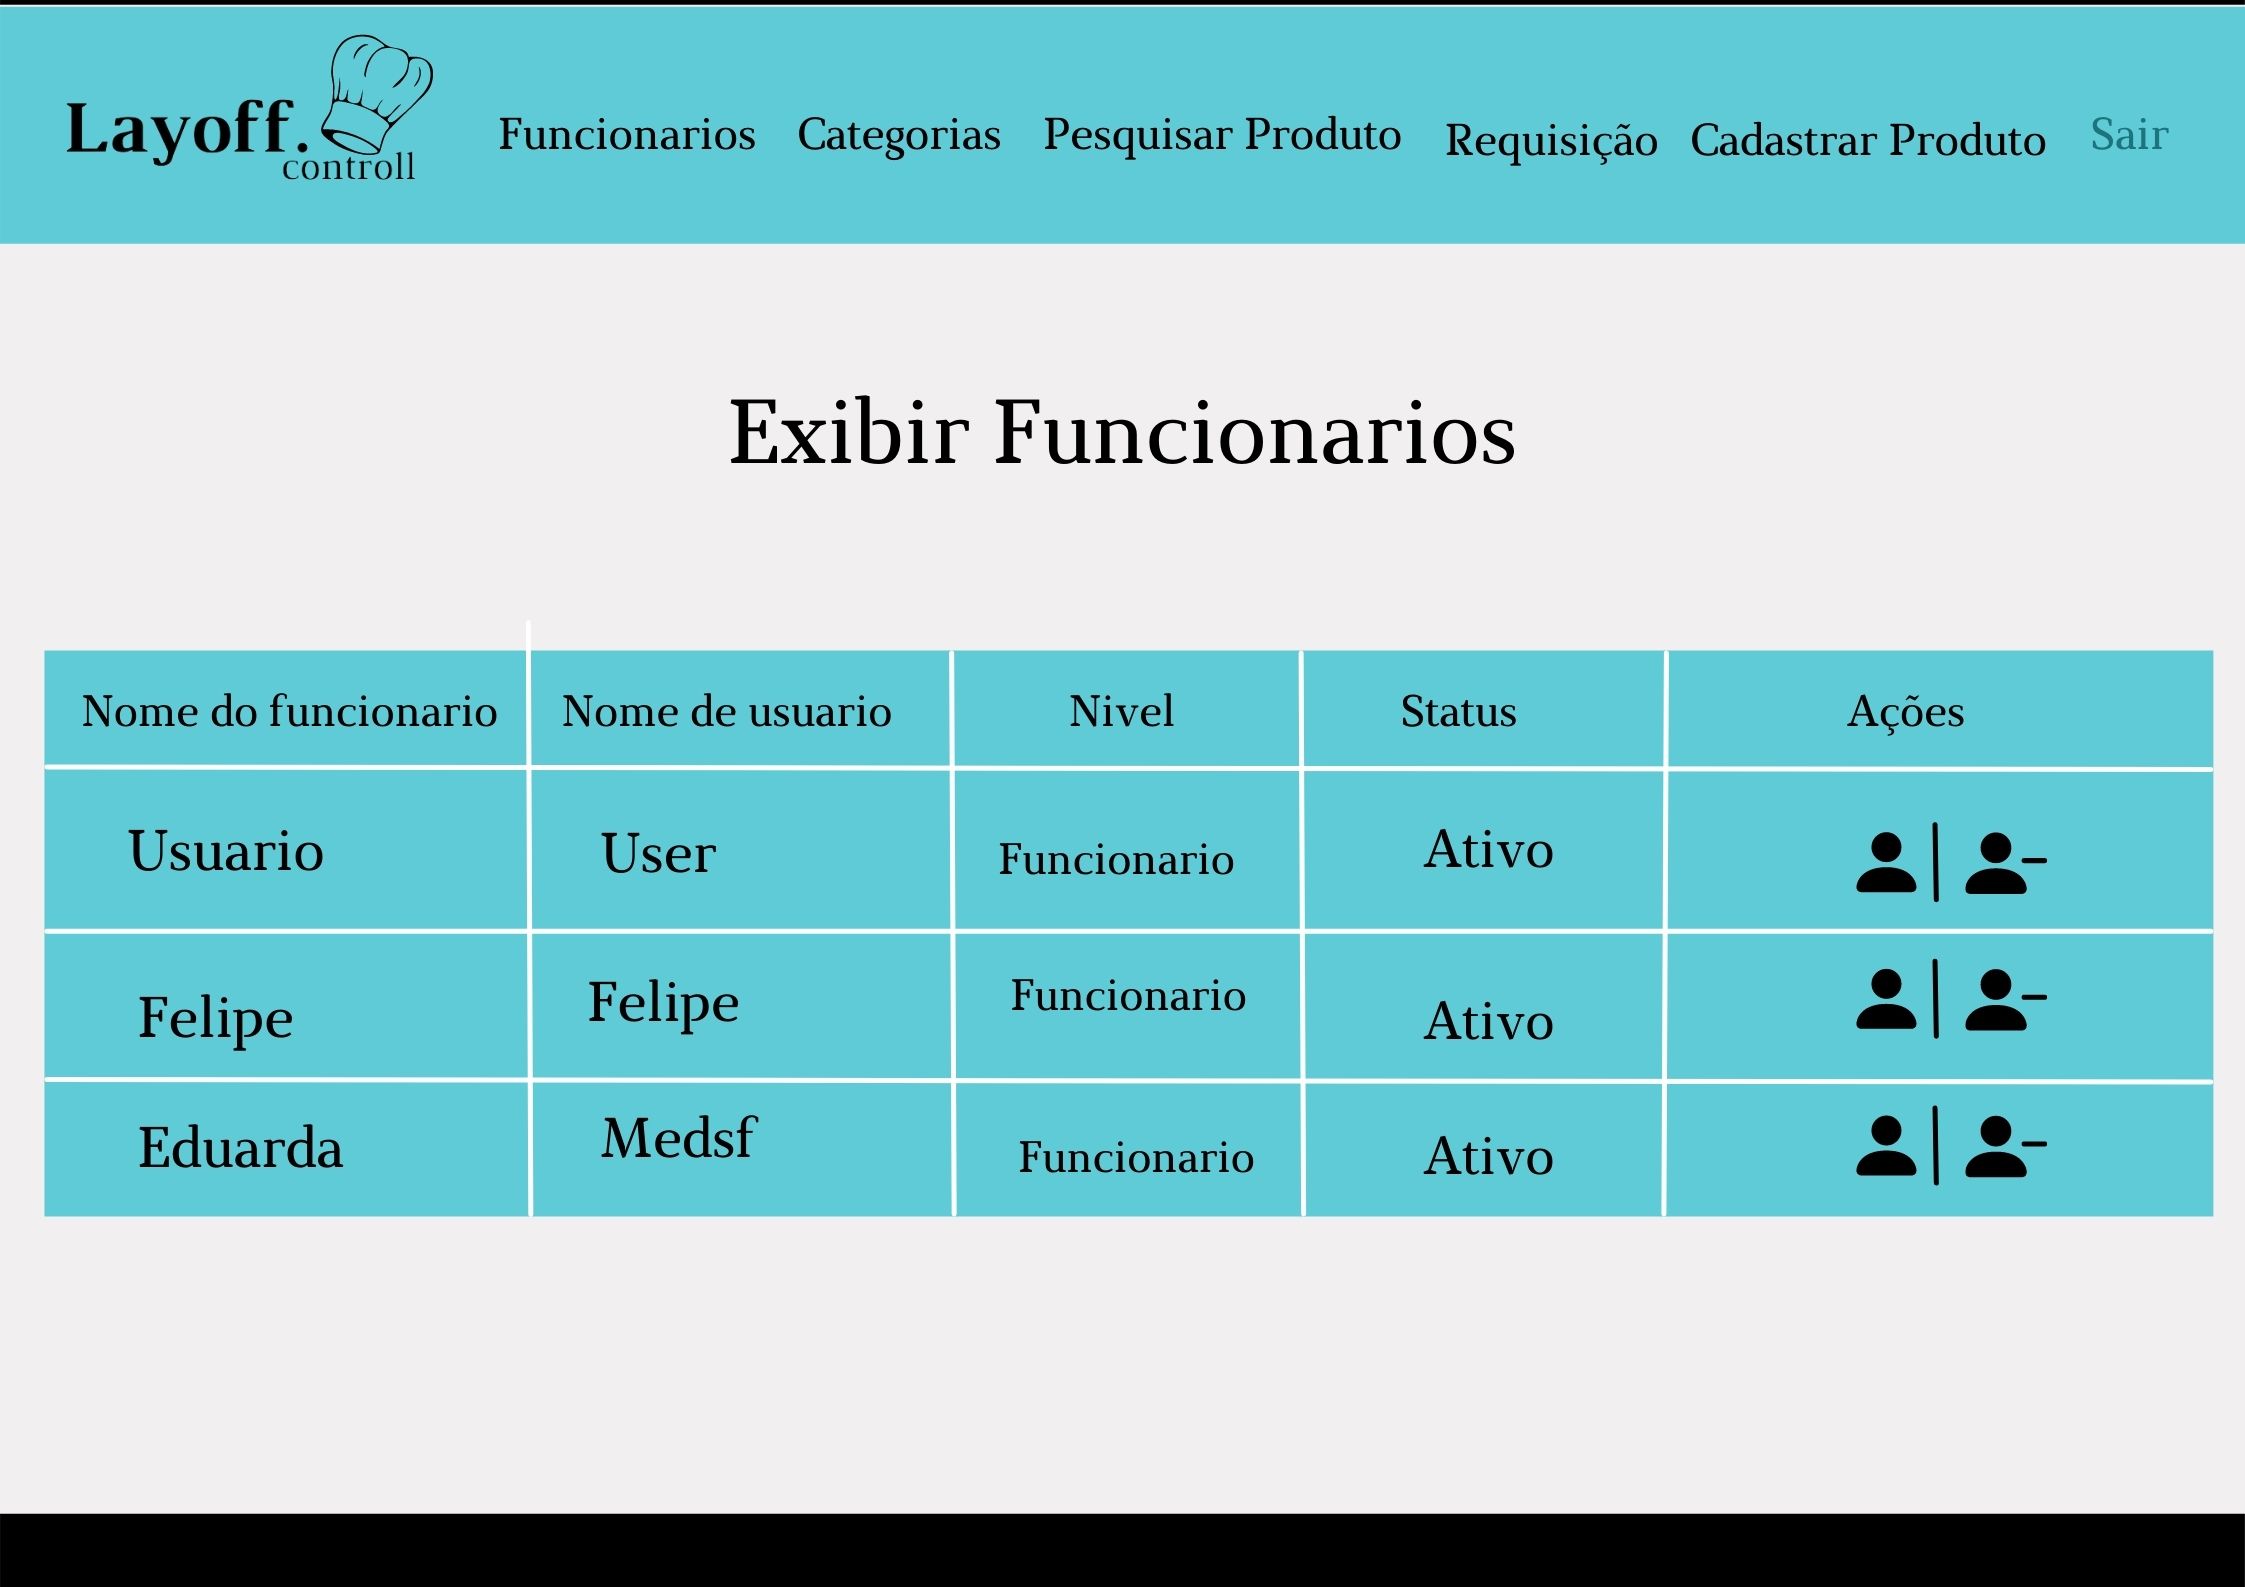 Layoff.
controll
Funcionarios Categorias Pesquisar Produto Requisição Cadastrar Produto Sair
Exibir Funcionarios
Nome do funcionario Nome de usuario Nivel Status Ações
Usuario User Funcionario Ativo
Felipe Felipe Funcionario Ativo
Eduarda Medsf Funcionario Ativo